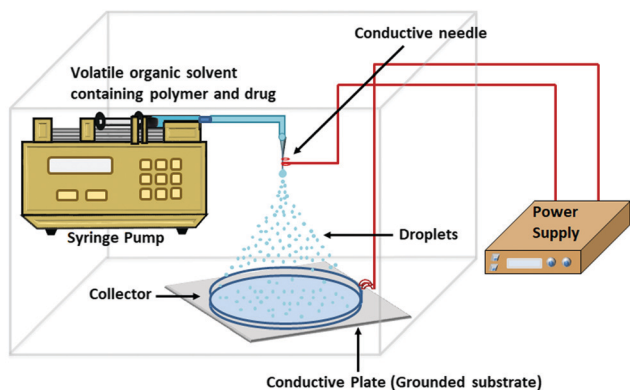 Conductive needle
Volatile organic solvent
containing polymer and drug
Power
Supply
Syringe Pump
Droplets
Collector
Conductive Plate (Grounded substrate)